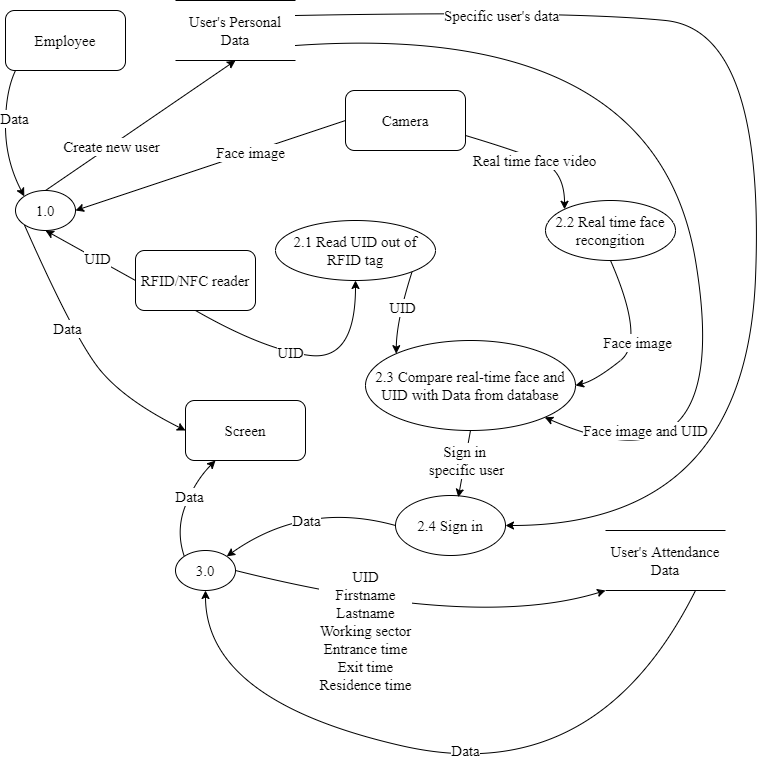 Employee
User's Personal
Data
Specific user's data
Data
Create new user
Camera
Face image
Real time face video
1.0
2.2 Real time face
recongition
2.1 Read UID out of
RFID tag
UID
RFID/NFC reader
UID
Data
UID
Face image
2.3 Compare real-time face and
UID with Data from database
Screen
Face image and UID
Sign in
specific user
Data
Data
2.4 Sign in
User's Attendance
Data
3.0
UID
Firstname
Lastname
Working sector
Entrance time
Exit time
Residence time
Data